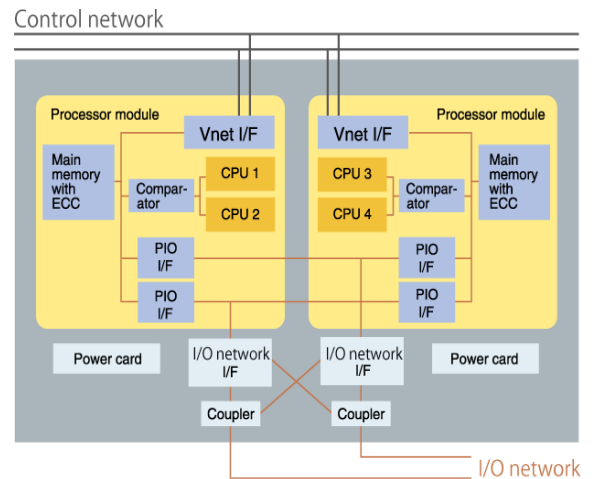 Control network
Processor module
Processor module
Vnet I/F
Vnet I/F
Main
memory
with
ECC
CPU 1
CPU 3
Main
memory
with
ECC
Compar-
ator
Compar-
ator
CPU 2
CPU 4
PIO
I/F
PIO
I/F
PIO
I/F
PIO
I/F
Power card
I/O network
I/F
I/O network
I/F
Power card
Coupler
Coupler
I/O network